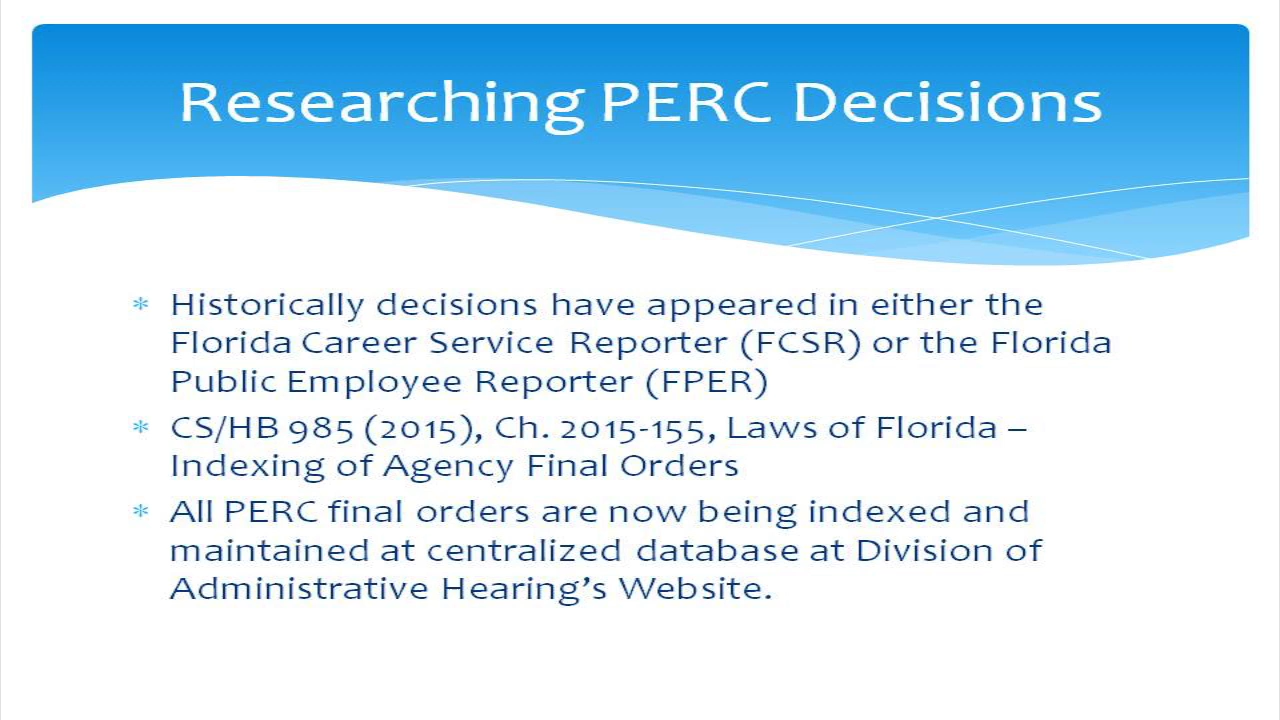 Researching PERC Decisions
* Historically decisions have appeared in either the
Florida Career Service Reporter (FCSR) or the Florida
Public Employee Reporter (FPER)
* CS/HB 985 (2015), Ch. 2015-155, Laws of Florida –
Indexing of Agency Final Orders
* All PERC final orders are now being indexed and
maintained at centralized database at Division of
Administrative Hearing’s Website.